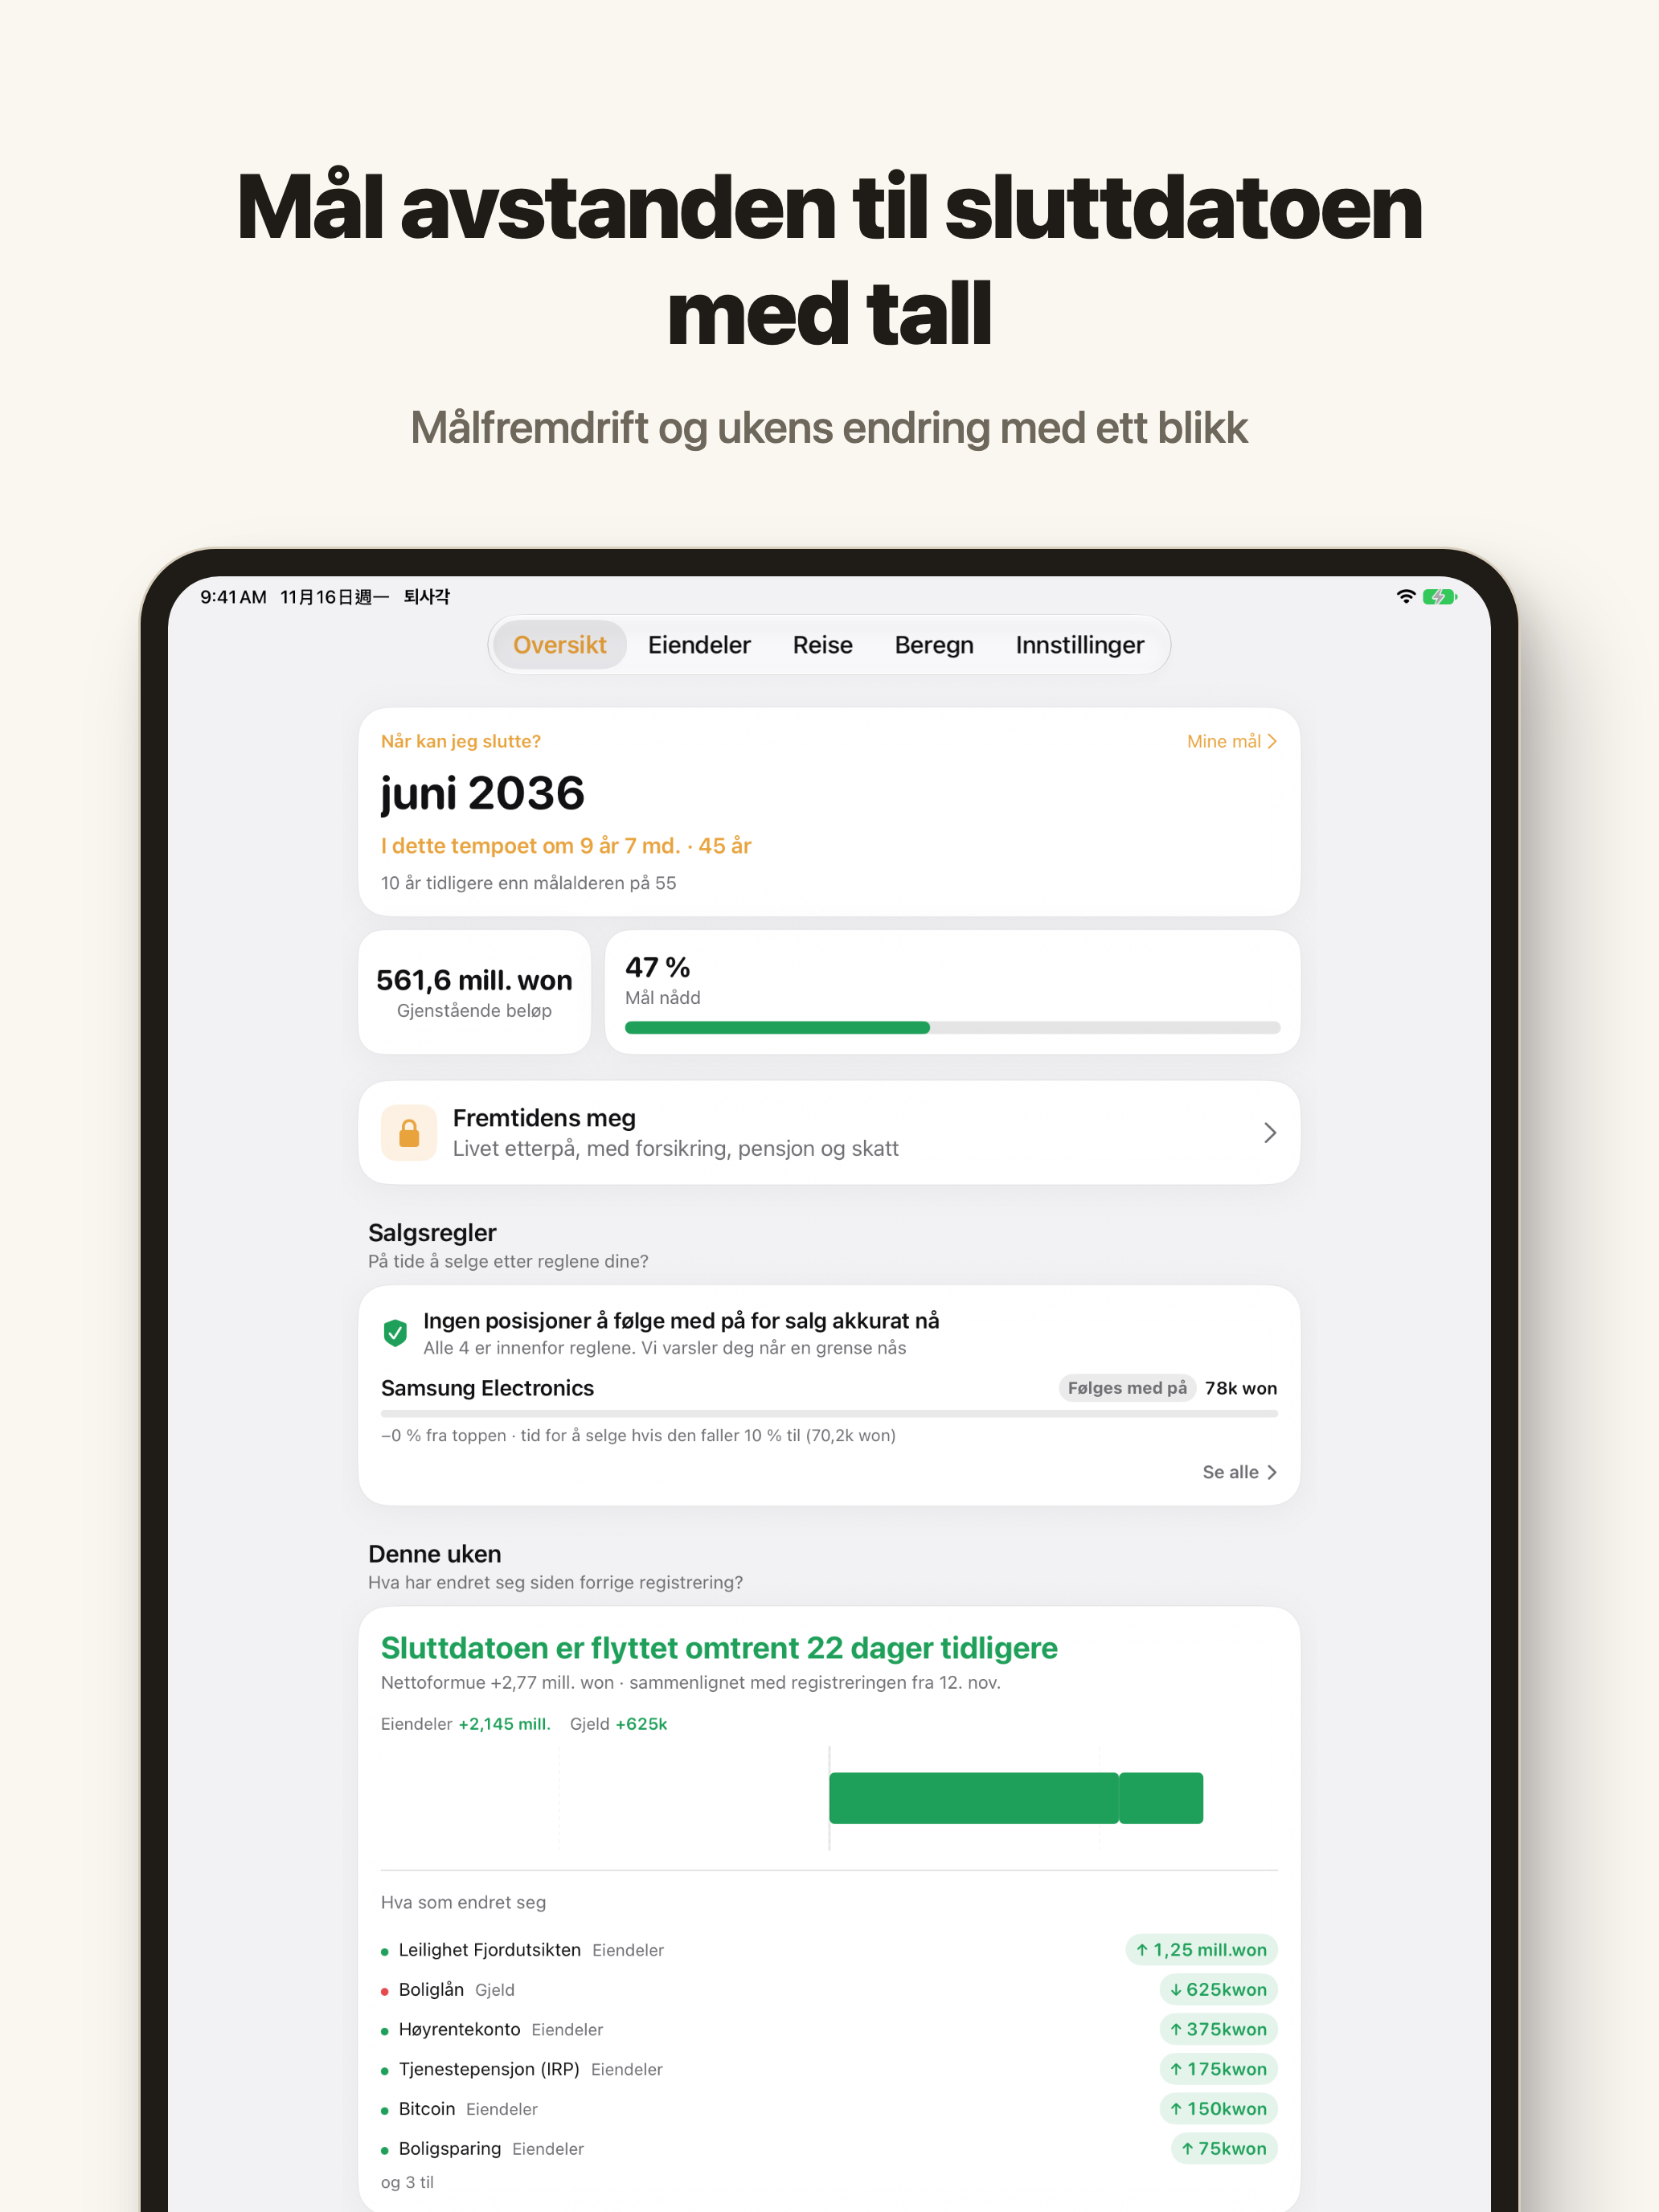 Mål avstanden til sluttdatoen
med tall
Målfremdrift og ukens endring med ett blikk
9:41 AM 11月16日週一 퇴사각
Oversikt Eiendeler Reise Beregn Innstillinger
Når kan jeg slutte? Mine mål
juni 2036
I dette tempoet om 9 år 7 md. · 45 år
10 år tidligere enn målalderen på 55
561,6 mill. won
Gjenstående beløp
47 %
Mål nådd
Fremtidens meg
Livet etterpå, med forsikring, pensjon og skatt
Salgsregler
På tide å selge etter reglene dine?
Ingen posisjoner å følge med på for salg akkurat nå
Alle 4 er innenfor reglene. Vi varsler deg når en grense nås
Samsung Electronics Følges med på 78k won
−0 % fra toppen · tid for å selge hvis den faller 10 % til (70,2k won)
Se alle
Denne uken
Hva har endret seg siden forrige registrering?
Sluttdatoen er flyttet omtrent 22 dager tidligere
Nettoformue +2,77 mill. won · sammenlignet med registreringen fra 12. nov.
Eiendeler +2,145 mill. Gjeld +625k
Hva som endret seg
Leilighet Fjordutsikten Eiendeler ↑ 1,25 mill.won
Boliglån Gjeld ↓ 625kwon
Høyrentekonto Eiendeler ↑ 375kwon
Tjenestepensjon (IRP) Eiendeler ↑ 175kwon
Bitcoin Eiendeler ↑ 150kwon
Boligsparing Eiendeler ↑ 75kwon
og 3 til